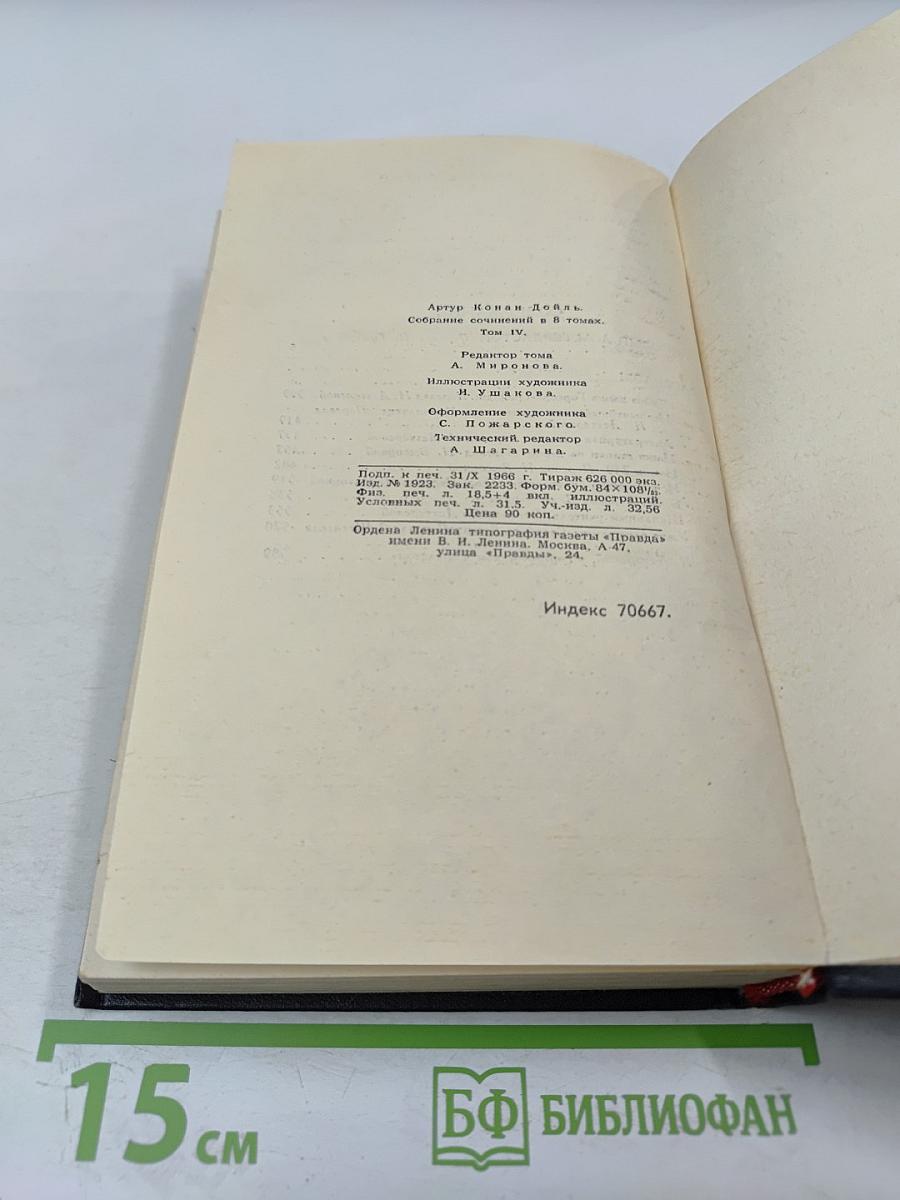 Артур Конан Дойль.
Собрание сочинений в 8 томах.
Том IV.
Редактор тома
А. Миронова.
Иллюстрации художника
И. Ушакова.
Оформление художника
С. Пожарского.
Технический редактор
А. Шагарина.
Подп. к печ. 31/X 1966 г. Тираж 626 000 экз.
Изд. № 1923. Зак. 2233. Форм. бум. 84×108¹/₃₂.
Физ. печ. л. 18,5+4 вкл. иллюстраций.
Условных печ. л. 31.5. Уч.-изд. л. 32,56
Цена 90 коп.
Ордена Ленина типография газеты «Правда»
имени В. И. Ленина. Москва, А-47,
улица «Правды», 24.
Индекс 70667.
15 см
БФ БИБЛИОФАН